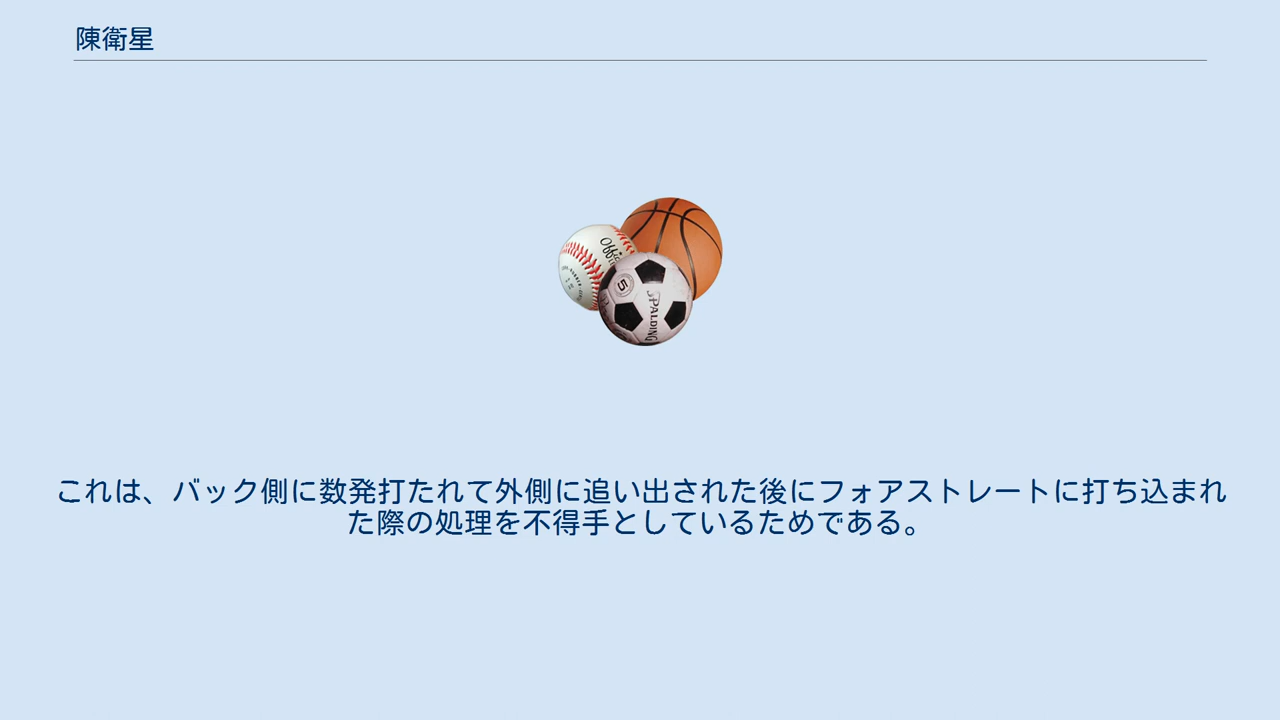 陳衛星
Offi
5
SPALDING
これは、バック側に数発打たれて外側に追い出された後にフォアストレートに打ち込まれ
た際の処理を不得手としているためである。